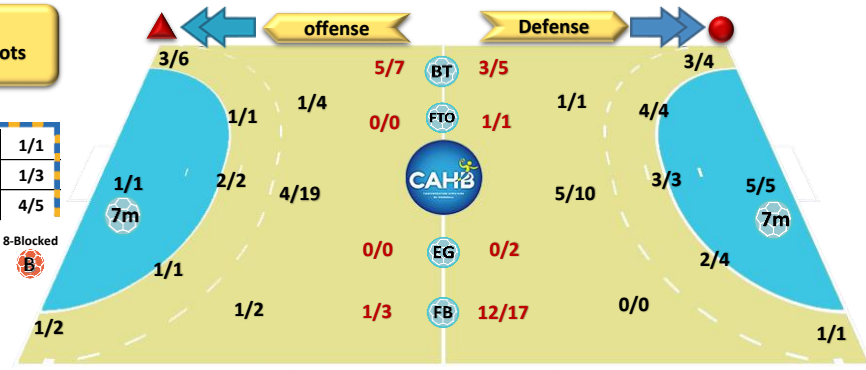 offense
Defense
ots
3/6
5/7
BT
3/5
3/4
1/1
1/4
0/0
FTO
1/1
1/1
4/4
1/1
1/3
4/5
1/1
7m
2/2
4/19
CAHB
5/10
3/3
5/5
7m
8-Blocked
B
1/1
0/0
EG
0/2
2/4
1/2
1/2
1/3
FB
12/17
0/0
1/1